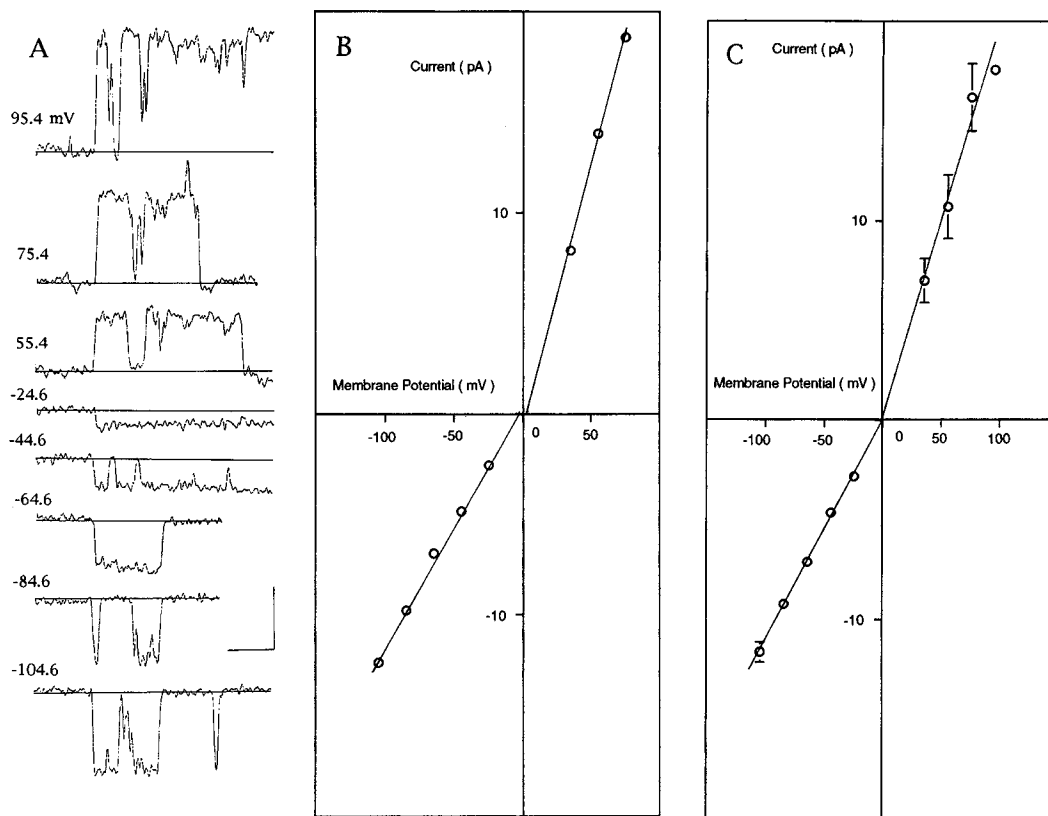 A
95.4 mV
75.4
55.4
-24.6
-44.6
-64.6
-84.6
-104.6
B
Current ( pA )
10
Membrane Potential ( mV )
-100
-50
0
50
-10
C
Current ( pA )
10
Membrane Potential ( mV )
-100
-50
0
50
100
-10